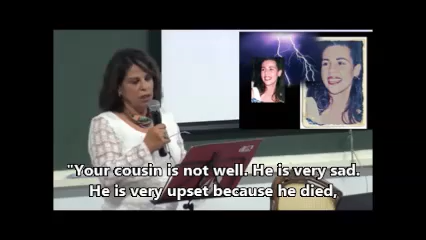 "Your cousin is not well. He is very sad.
He is very upset because he died,